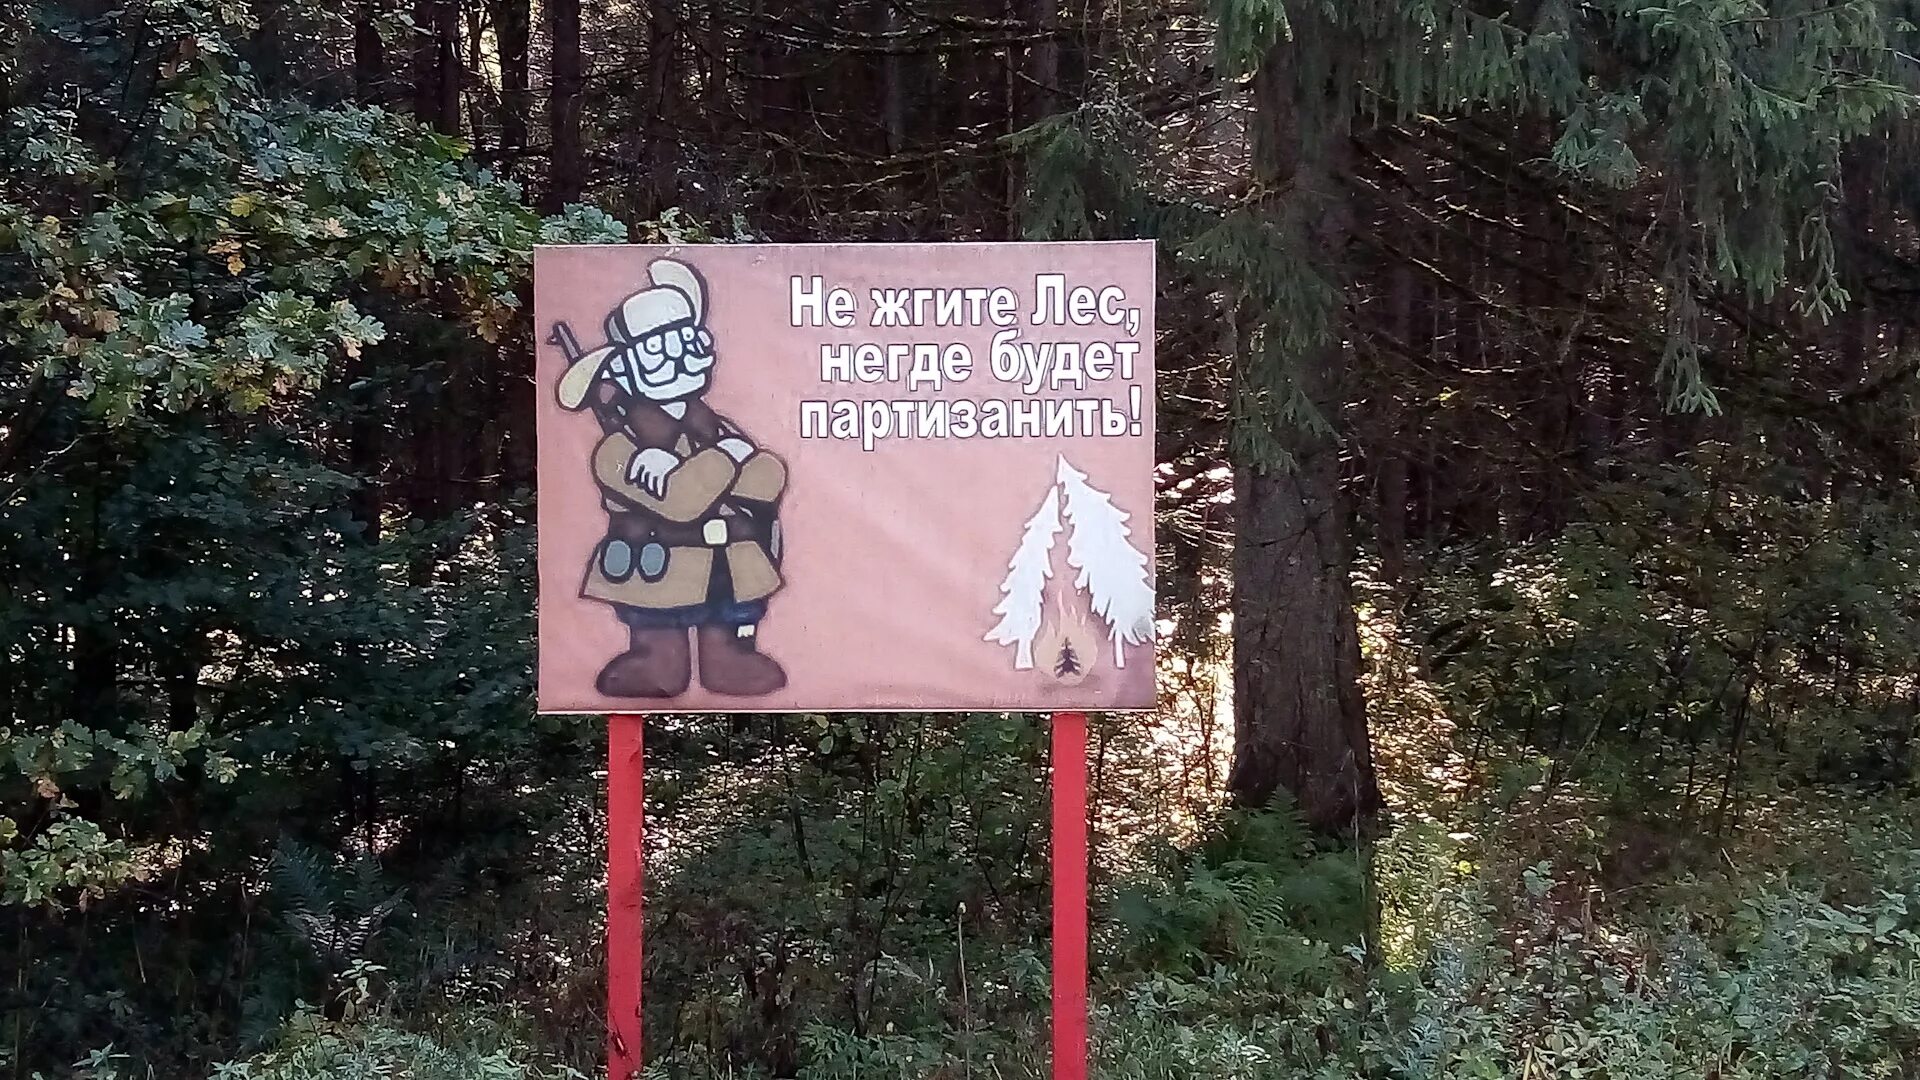 Не жгите Лес,
негде будет
партизанить!